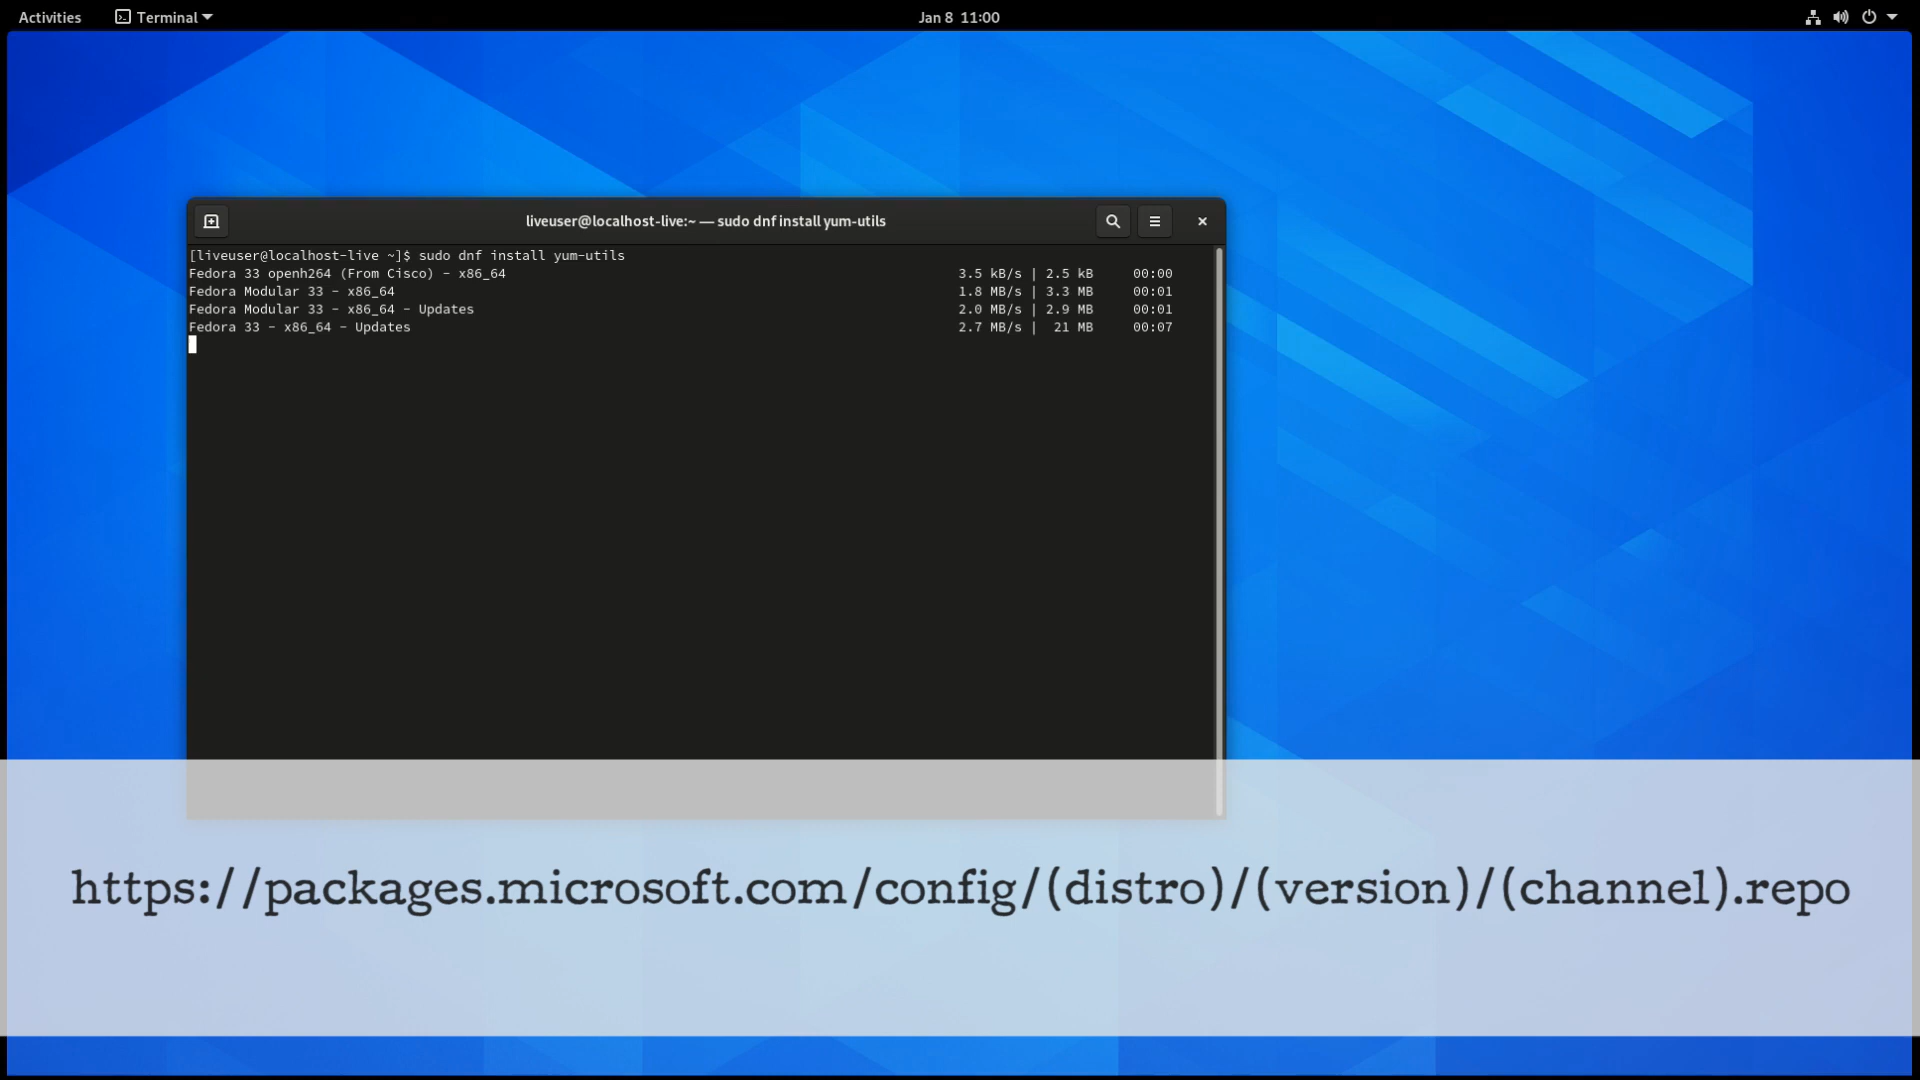 Activities Terminal Jan 8 11:00
liveuser@localhost-live:~ — sudo dnf install yum-utils
[liveuser@localhost-live ~]$ sudo dnf install yum-utils
Fedora 33 openh264 (From Cisco) - x86_64 3.5 kB/s | 2.5 kB 00:00
Fedora Modular 33 - x86_64 1.8 MB/s | 3.3 MB 00:01
Fedora Modular 33 - x86_64 - Updates 2.0 MB/s | 2.9 MB 00:01
Fedora 33 - x86_64 - Updates 2.7 MB/s | 21 MB 00:07
https://packages.microsoft.com/config/(distro)/(version)/(channel).repo